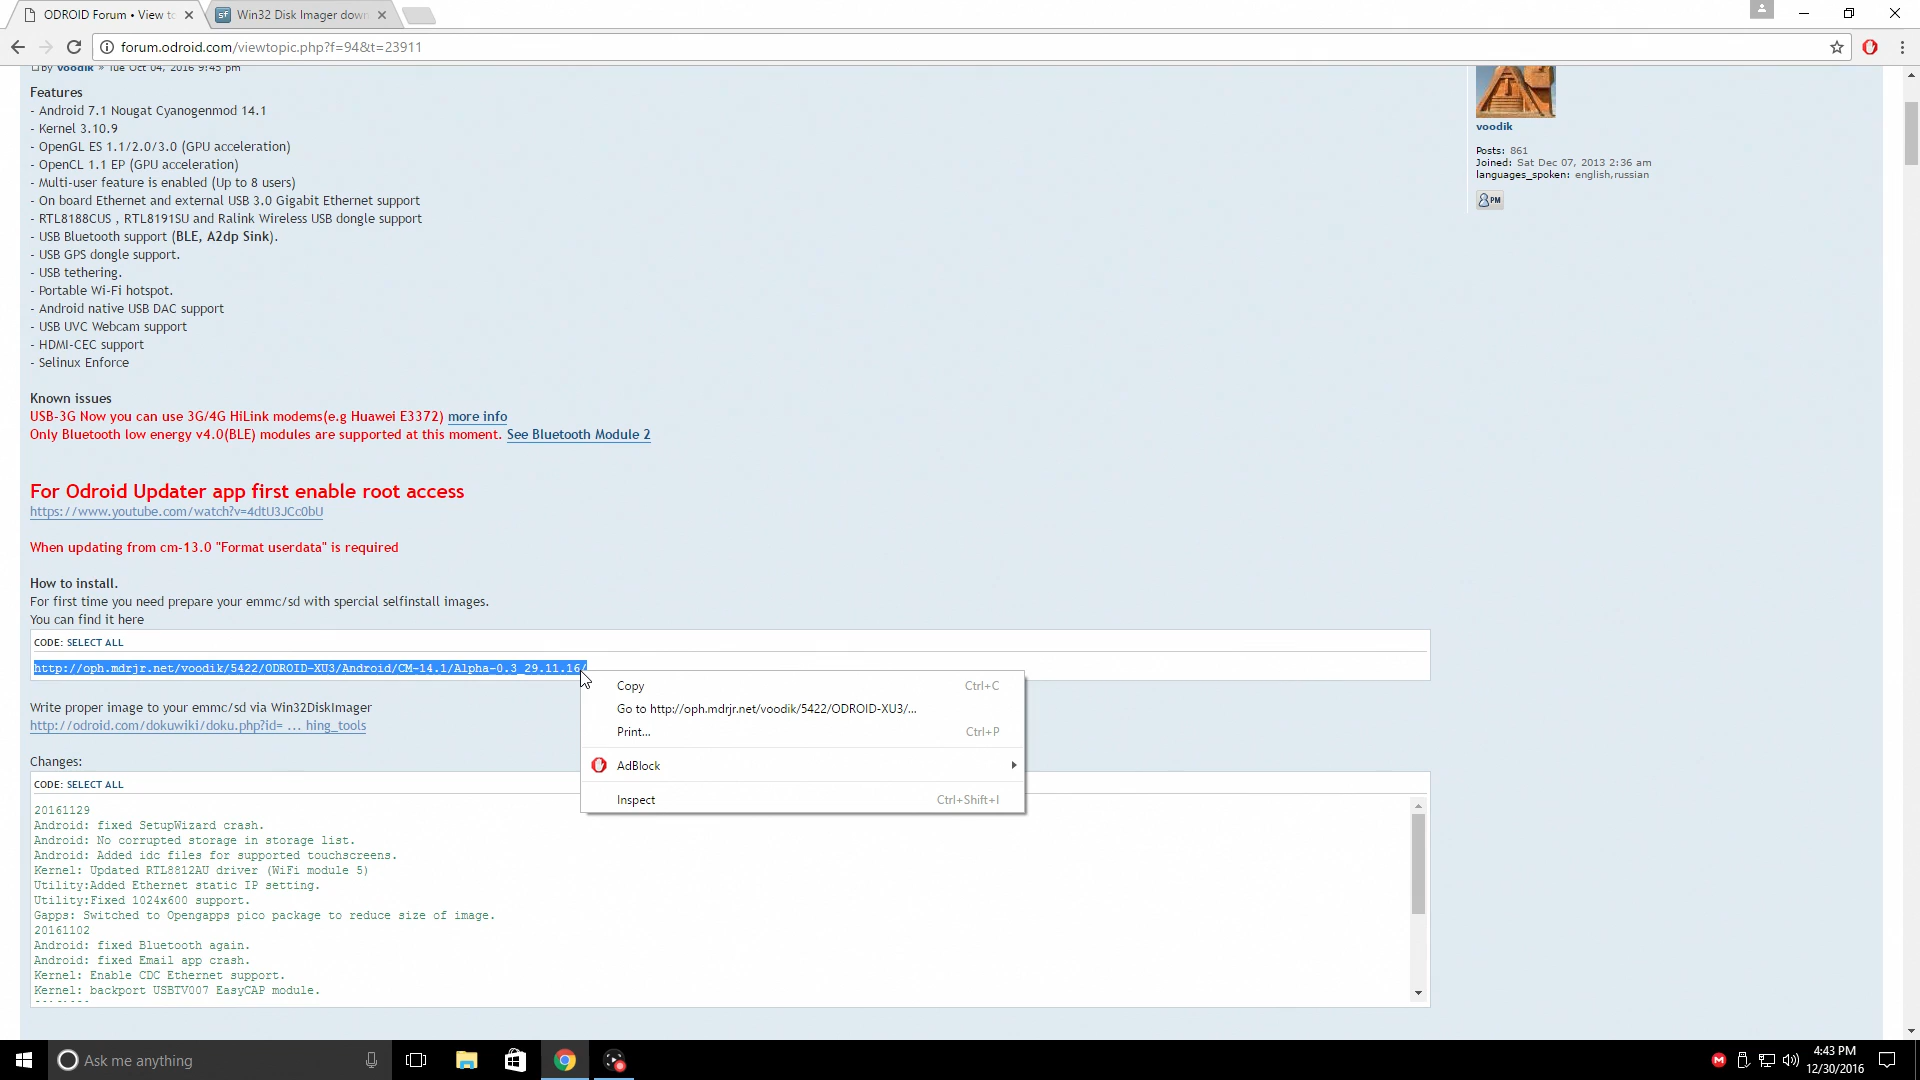 ODROID Forum • View to
Win32 Disk Imager down
forum.odroid.com/viewtopic.php?f=94&t=23911
by voodik » Tue Oct 04, 2016 9:45 pm
Features
- Android 7.1 Nougat Cyanogenmod 14.1
- Kernel 3.10.9
- OpenGL ES 1.1/2.0/3.0 (GPU acceleration)
- OpenCL 1.1 EP (GPU acceleration)
- Multi-user feature is enabled (Up to 8 users)
- On board Ethernet and external USB 3.0 Gigabit Ethernet support
- RTL8188CUS , RTL8191SU and Ralink Wireless USB dongle support
- USB Bluetooth support (BLE, A2dp Sink).
- USB GPS dongle support.
- USB tethering.
- Portable Wi-Fi hotspot.
- Android native USB DAC support
- USB UVC Webcam support
- HDMI-CEC support
- Selinux Enforce
voodik
Posts: 861
Joined: Sat Dec 07, 2013 2:36 am
languages_spoken: english,russian
PM
Known issues
USB-3G Now you can use 3G/4G HiLink modems(e.g Huawei E3372) more info
Only Bluetooth low energy v4.0(BLE) modules are supported at this moment. See Bluetooth Module 2
For Odroid Updater app first enable root access
https://www.youtube.com/watch?v=4dtU3JCc0bU
When updating from cm-13.0 "Format userdata" is required
How to install.
For first time you need prepare your emmc/sd with spercial selfinstall images.
You can find it here
CODE: SELECT ALL
http://oph.mdrjr.net/voodik/5422/ODROID-XU3/Android/CM-14.1/Alpha-0.3_29.11.16/
Copy Ctrl+C
Go to http://oph.mdrjr.net/voodik/5422/ODROID-XU3/...
Print... Ctrl+P
AdBlock
Inspect Ctrl+Shift+I
Write proper image to your emmc/sd via Win32DiskImager
http://odroid.com/dokuwiki/doku.php?id= ... hing_tools
Changes:
CODE: SELECT ALL
20161129
Android: fixed SetupWizard crash.
Android: No corrupted storage in storage list.
Android: Added idc files for supported touchscreens.
Kernel: Updated RTL8812AU driver (WiFi module 5)
Utility:Added Ethernet static IP setting.
Utility:Fixed 1024x600 support.
Gapps: Switched to Opengapps pico package to reduce size of image.
20161102
Android: fixed Bluetooth again.
Android: fixed Email app crash.
Kernel: Enable CDC Ethernet support.
Kernel: backport USBTV007 EasyCAP module.
Ask me anything
4:43 PM
12/30/2016